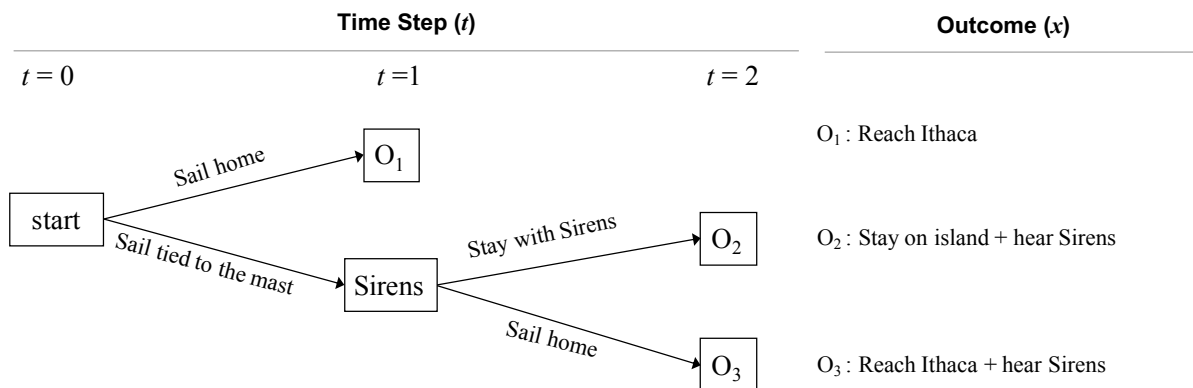 Time Step (t)
Outcome (x)
t = 0
t =1
t = 2
O₁ : Reach Ithaca
Sail home
O₁
start
Sail tied to the mast
Stay with Sirens
O₂
O₂ : Stay on island + hear Sirens
Sirens
Sail home
O₃
O₃ : Reach Ithaca + hear Sirens